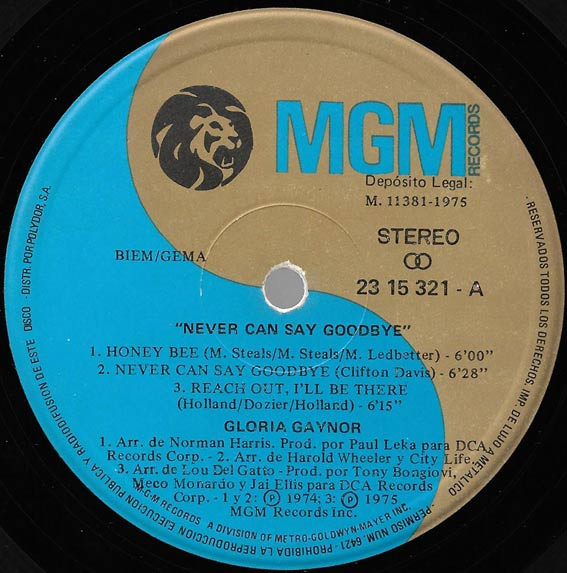 MGM
RECORDS
Depósito Legal:
M. 11381-1975
STEREO
BIEM/GEMA
23 15 321 - A
"NEVER CAN SAY GOODBYE"
1. HONEY BEE (M. Steals/M. Steals/M. Ledbetter) - 6'00"
2. NEVER CAN SAY GOODBYE (Clifton Davis) - 6'28"
3. REACH OUT, I'LL BE THERE
(Holland/Dozier/Holland) - 6'15"
GLORIA GAYNOR
1. Arr. de Norman Harris. Prod. por Paul Leka para DCA
Records Corp. - 2. Arr. de Harold Wheeler y City Life.
3. Arr. de Lou Del Gatto - Prod. por Tony Bongiovi,
Meco Monardo y Jai Ellis para DCA Records
Corp. - 1 y 2: ℗ 1974; 3: ℗ 1975
MGM Records Inc.
M-G-M RECORDS A DIVISION OF METRO-GOLDWYN-MAYER INC.
· RESERVADOS TODOS LOS DERECHOS. IMP. DE LUJO A METALICO
· PERMISO NUM. 6421 · PROHIBIDA LA REPRODUCCION EJECUCION PUBLICA Y RADIODIFUSION DE ESTE DISCO · DISTR. POR POLYDOR, S.A.